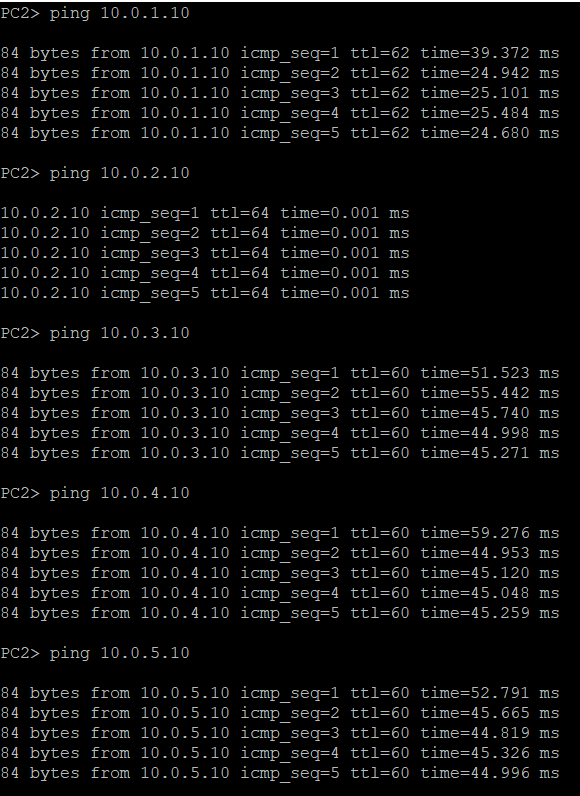 PC2> ping 10.0.1.10
84 bytes from 10.0.1.10 icmp_seq=1 ttl=62 time=39.372 ms
84 bytes from 10.0.1.10 icmp_seq=2 ttl=62 time=24.942 ms
84 bytes from 10.0.1.10 icmp_seq=3 ttl=62 time=25.101 ms
84 bytes from 10.0.1.10 icmp_seq=4 ttl=62 time=25.484 ms
84 bytes from 10.0.1.10 icmp_seq=5 ttl=62 time=24.680 ms
PC2> ping 10.0.2.10
10.0.2.10 icmp_seq=1 ttl=64 time=0.001 ms
10.0.2.10 icmp_seq=2 ttl=64 time=0.001 ms
10.0.2.10 icmp_seq=3 ttl=64 time=0.001 ms
10.0.2.10 icmp_seq=4 ttl=64 time=0.001 ms
10.0.2.10 icmp_seq=5 ttl=64 time=0.001 ms
PC2> ping 10.0.3.10
84 bytes from 10.0.3.10 icmp_seq=1 ttl=60 time=51.523 ms
84 bytes from 10.0.3.10 icmp_seq=2 ttl=60 time=55.442 ms
84 bytes from 10.0.3.10 icmp_seq=3 ttl=60 time=45.740 ms
84 bytes from 10.0.3.10 icmp_seq=4 ttl=60 time=44.998 ms
84 bytes from 10.0.3.10 icmp_seq=5 ttl=60 time=45.271 ms
PC2> ping 10.0.4.10
84 bytes from 10.0.4.10 icmp_seq=1 ttl=60 time=59.276 ms
84 bytes from 10.0.4.10 icmp_seq=2 ttl=60 time=44.953 ms
84 bytes from 10.0.4.10 icmp_seq=3 ttl=60 time=45.120 ms
84 bytes from 10.0.4.10 icmp_seq=4 ttl=60 time=45.048 ms
84 bytes from 10.0.4.10 icmp_seq=5 ttl=60 time=45.259 ms
PC2> ping 10.0.5.10
84 bytes from 10.0.5.10 icmp_seq=1 ttl=60 time=52.791 ms
84 bytes from 10.0.5.10 icmp_seq=2 ttl=60 time=45.665 ms
84 bytes from 10.0.5.10 icmp_seq=3 ttl=60 time=44.819 ms
84 bytes from 10.0.5.10 icmp_seq=4 ttl=60 time=45.326 ms
84 bytes from 10.0.5.10 icmp_seq=5 ttl=60 time=44.996 ms